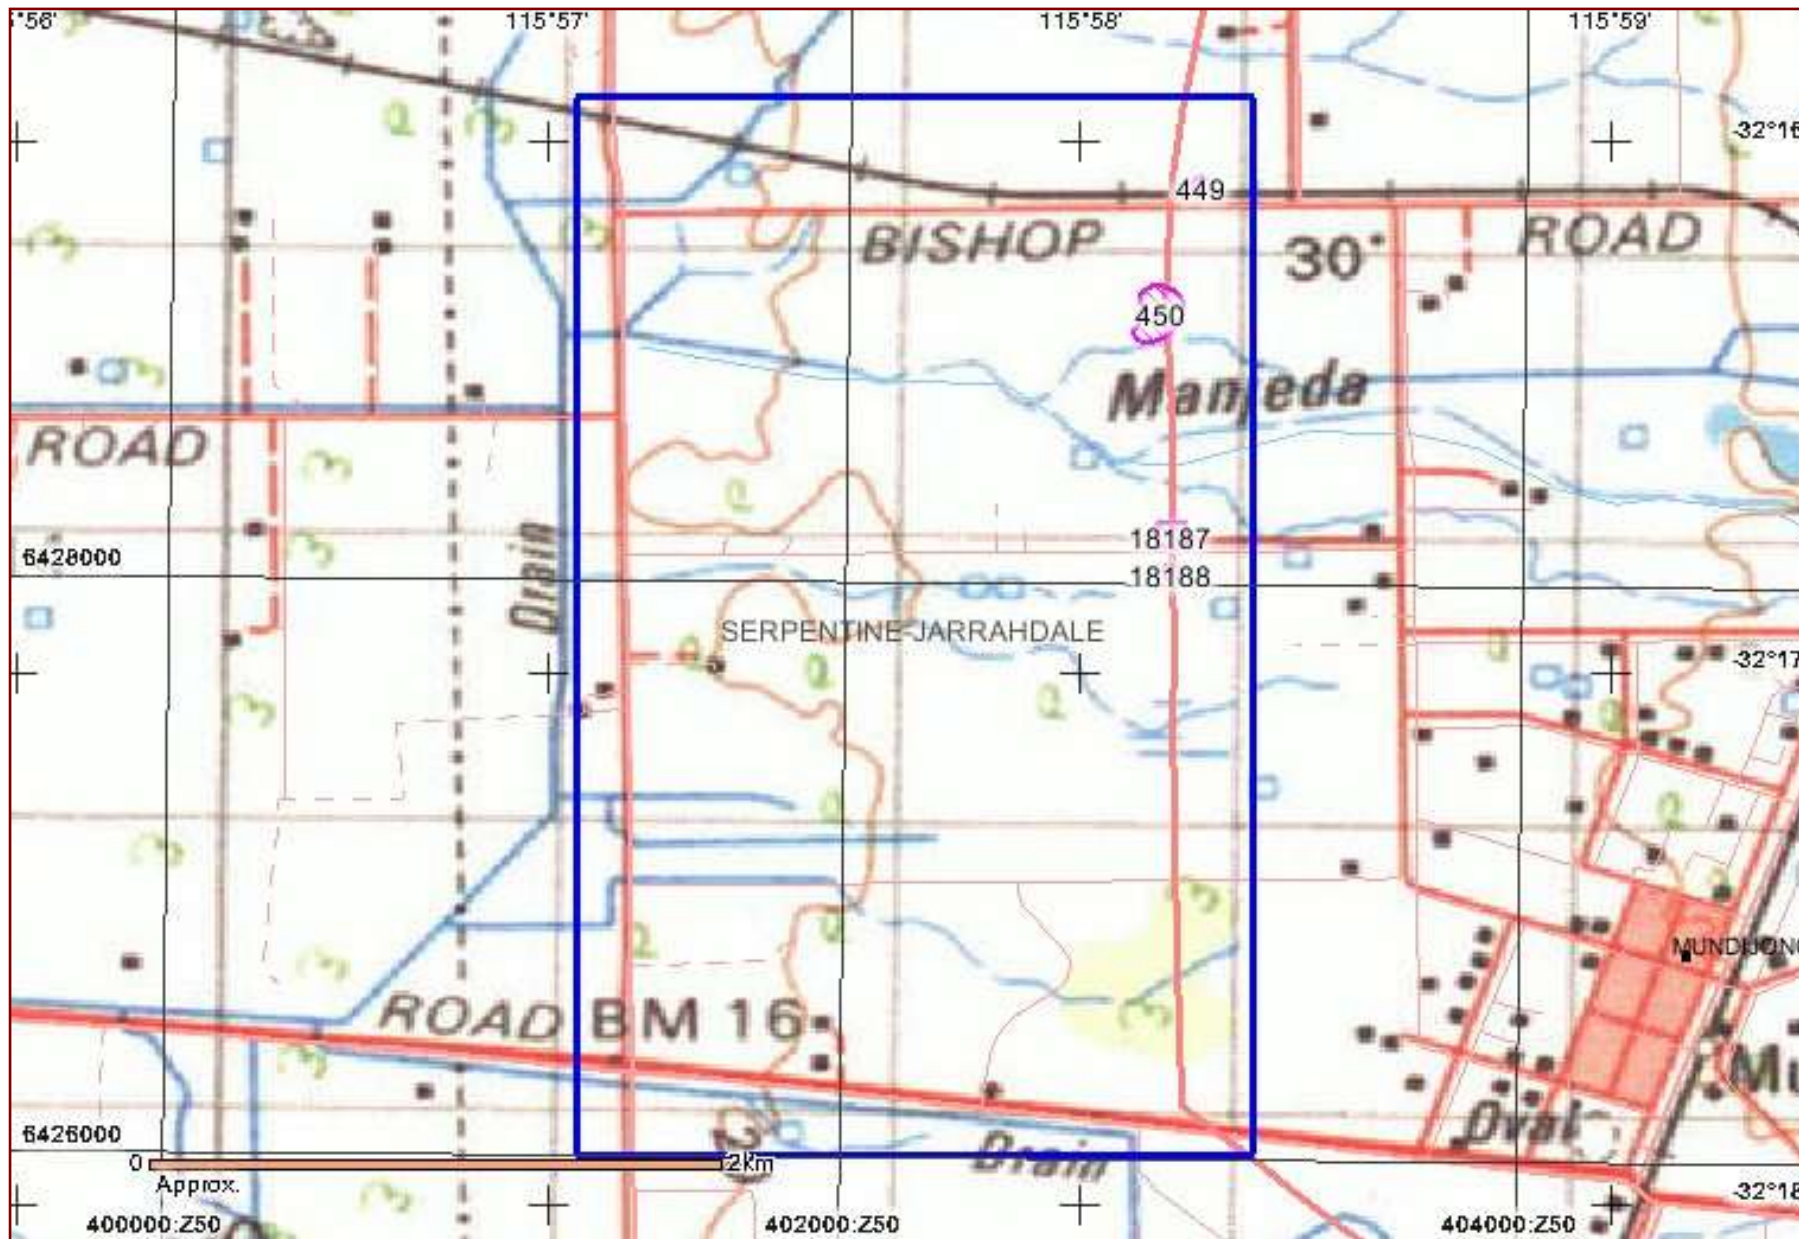 °56'
115°57'
115°58'
115°59'
-32°16
449
BISHOP
30
ROAD
450
Manjeda
ROAD
18187
Drain
6428000
18188
SERPENTINE-JARRAHDALE
-32°17
MUNDIJONG
ROAD
BM 16
Mu
Oval
6426000
Drain
0
2km
Approx.
-32°18
400000:Z50
402000:Z50
404000:Z50